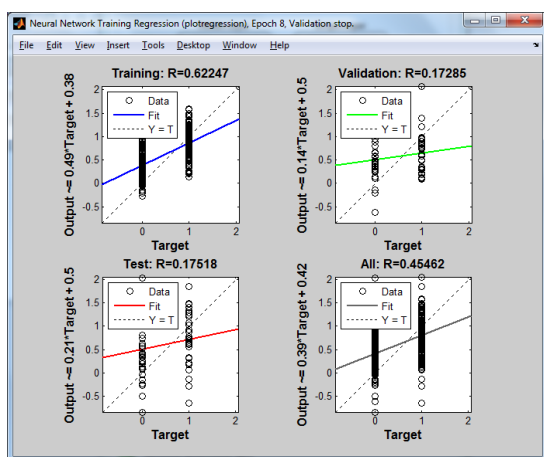 Neural Network Training Regression (plotregression), Epoch 8, Validation stop.
File Edit View Insert Tools Desktop Window Help
Training: R=0.62247
Output ~= 0.49*Target + 0.38
2
1.5
1
0.5
0
-0.5
Data
Fit
Y = T
0 1 2
Target
Validation: R=0.17285
Output ~= 0.14*Target + 0.5
2
1.5
1
0.5
0
-0.5
Data
Fit
Y = T
0 1 2
Target
Test: R=0.17518
Output ~= 0.21*Target + 0.5
2
1.5
1
0.5
0
-0.5
Data
Fit
Y = T
0 1 2
Target
All: R=0.45462
Output ~= 0.39*Target + 0.42
2
1.5
1
0.5
0
-0.5
Data
Fit
Y = T
0 1 2
Target